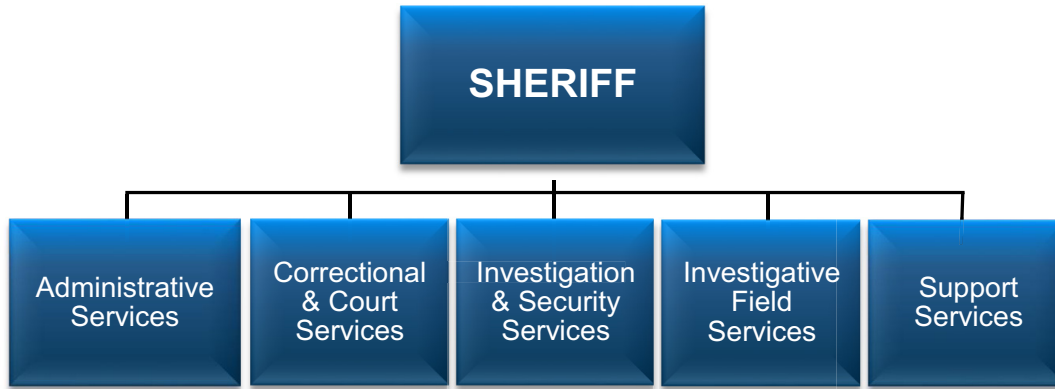 SHERIFF
Administrative
Services
Correctional
& Court
Services
Investigation
& Security
Services
Investigative
Field
Services
Support
Services